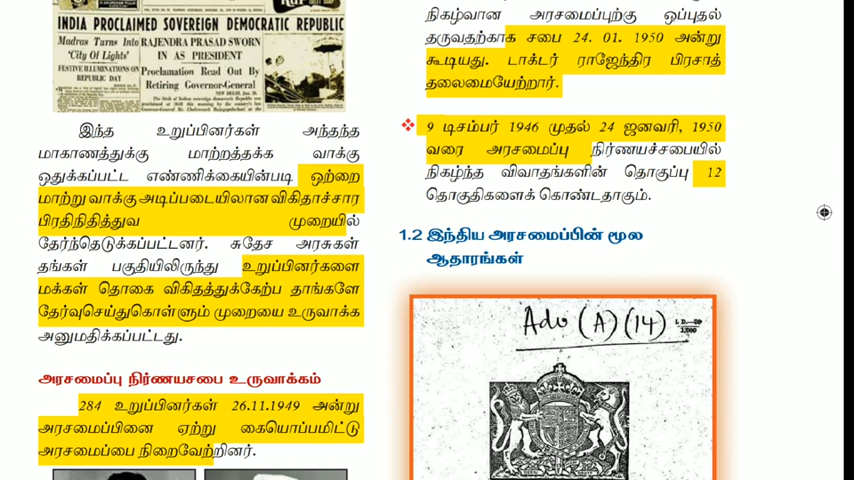 INDIA PROCLAIMED SOVEREIGN DEMOCRATIC REPUBLIC
Madras Turns Into
'City Of Lights'
FESTIVE ILLUMINATIONS ON
REPUBLIC DAY
RAJENDRA PRASAD SWORN
IN AS PRESIDENT
Proclamation Read Out By
Retiring Governor-General
இந்த உறுப்பினர்கள் அந்தந்த
மாகாணத்துக்கு மாற்றத்தக்க வாக்கு
ஒதுக்கப்பட்ட எண்ணிக்கையின்படி ஒற்றை
மாற்று வாக்கு அடிப்படையிலான விகிதாச்சார
பிரதிநிதித்துவ முறையில்
தேர்ந்தெடுக்கப்பட்டனர். சுதேச அரசுகள்
தங்கள் பகுதியிலிருந்து உறுப்பினர்களை
மக்கள் தொகை விகிதத்துக்கேற்ப தாங்களே
தேர்வுசெய்துகொள்ளும் முறையை உருவாக்க
அனுமதிக்கப்பட்டது.
அரசமைப்பு நிர்ணயசபை உருவாக்கம்
284 உறுப்பினர்கள் 26.11.1949 அன்று
அரசமைப்பினை ஏற்று கையொப்பமிட்டு
அரசமைப்பை நிறைவேற்றினர்.
நிகழ்வான அரசமைப்புக்கு ஒப்புதல்
தருவதற்காக சபை 24. 01. 1950 அன்று
கூடியது. டாக்டர் ராஜேந்திர பிரசாத்
தலைமையேற்றார்.
❖ 9 டிசம்பர் 1946 முதல் 24 ஜனவரி, 1950
வரை அரசமைப்பு நிர்ணயச்சபையில்
நிகழ்ந்த விவாதங்களின் தொகுப்பு 12
தொகுதிகளைக் கொண்டதாகும்.
1.2 இந்திய அரசமைப்பின் மூல
ஆதாரங்கள்
Adv (A) (14)